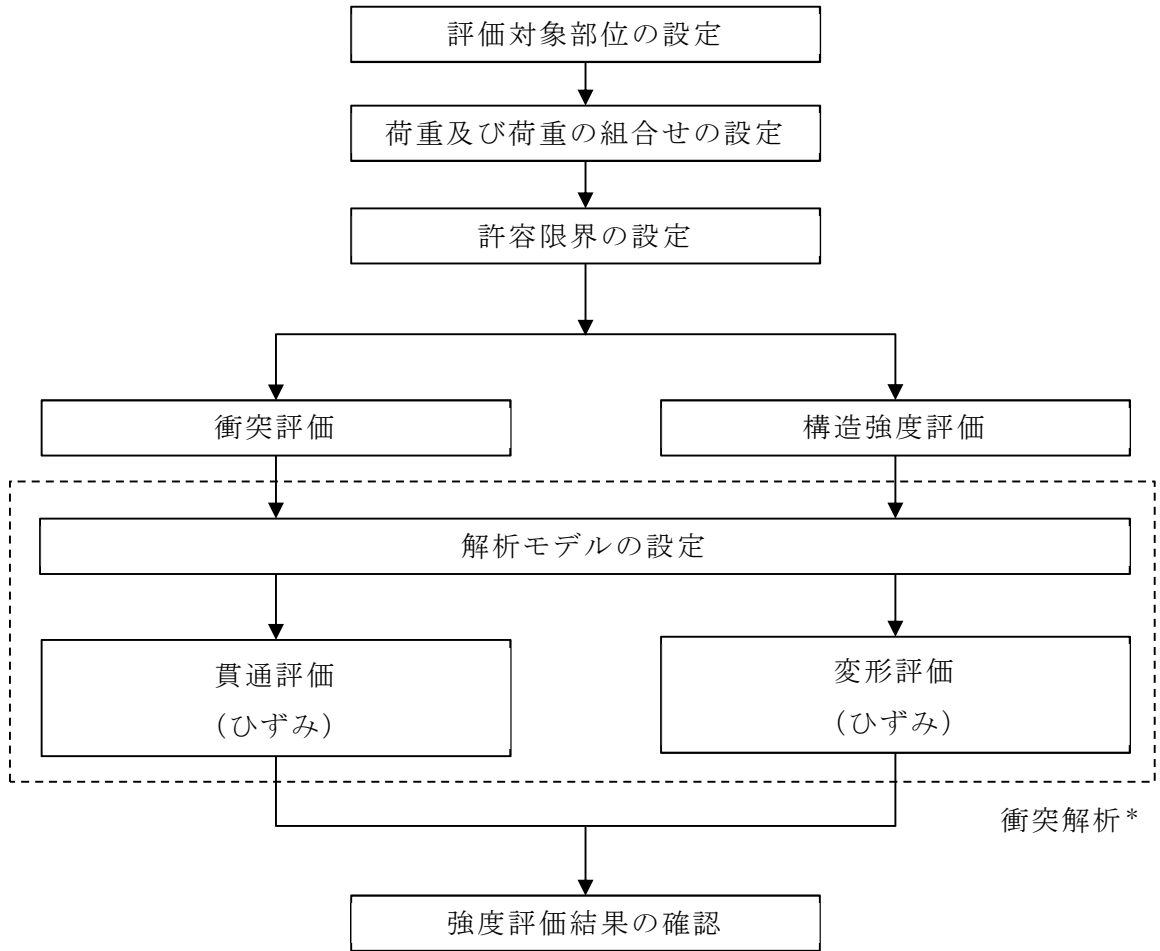 評価対象部位の設定
荷重及び荷重の組合せの設定
許容限界の設定
衝突評価
構造強度評価
解析モデルの設定
貫通評価
(ひずみ)
変形評価
(ひずみ)
衝突解析*
強度評価結果の確認